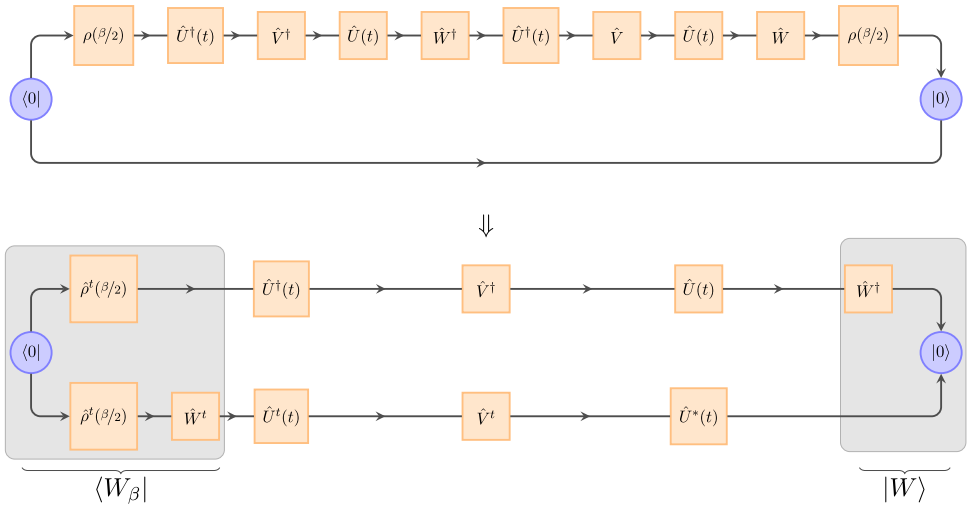 ρ(β/2) Û†(t) V̂† Û(t) Ŵ† Û†(t) V̂ Û(t) Ŵ ρ(β/2)
⟨0| |0⟩
⇓
ρ̂ᵗ(β/2) Û†(t) V̂† Û(t) Ŵ†
⟨0| |0⟩
ρ̂ᵗ(β/2) Ŵᵗ Ûᵗ(t) V̂ᵗ Û*(t)
⟨W_β| |W⟩